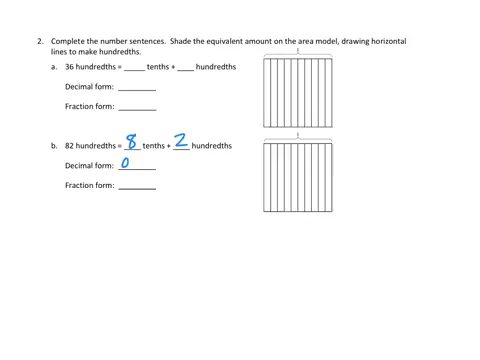 2. Complete the number sentences. Shade the equivalent amount on the area model, drawing horizontal
lines to make hundredths.
1
a. 36 hundredths = _____ tenths + ____ hundredths
Decimal form: _________
Fraction form: _________
1
b. 82 hundredths = 8 tenths + 2 hundredths
Decimal form: 0
Fraction form: _________